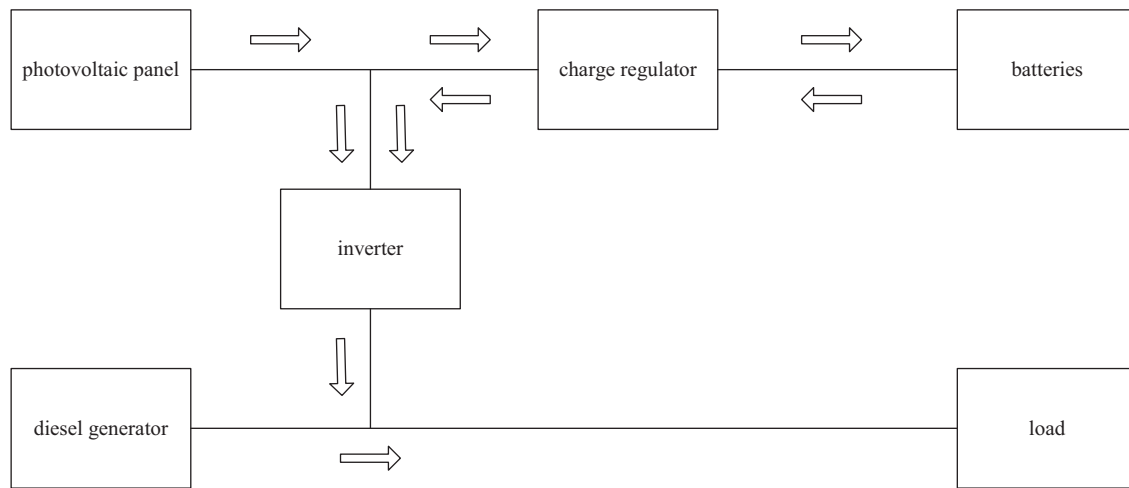 photovoltaic panel
charge regulator
batteries
inverter
diesel generator
load